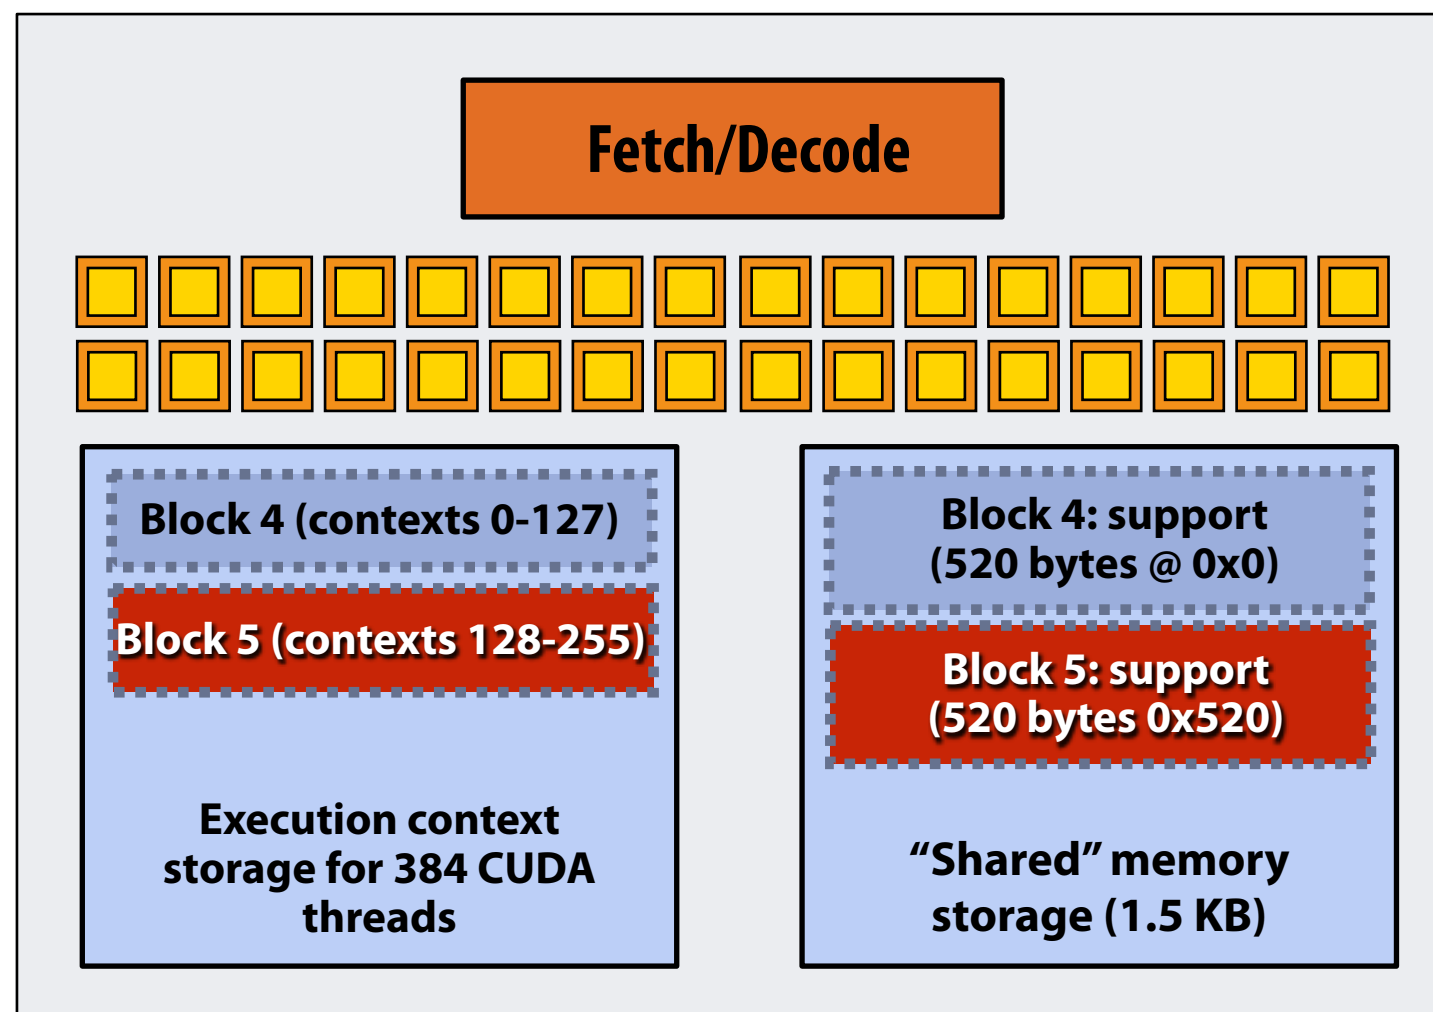 Fetch/Decode
Block 4 (contexts 0-127)
Block 5 (contexts 128-255)
Execution context
storage for 384 CUDA
threads
Block 4: support
(520 bytes @ 0x0)
Block 5: support
(520 bytes 0x520)
“Shared” memory
storage (1.5 KB)